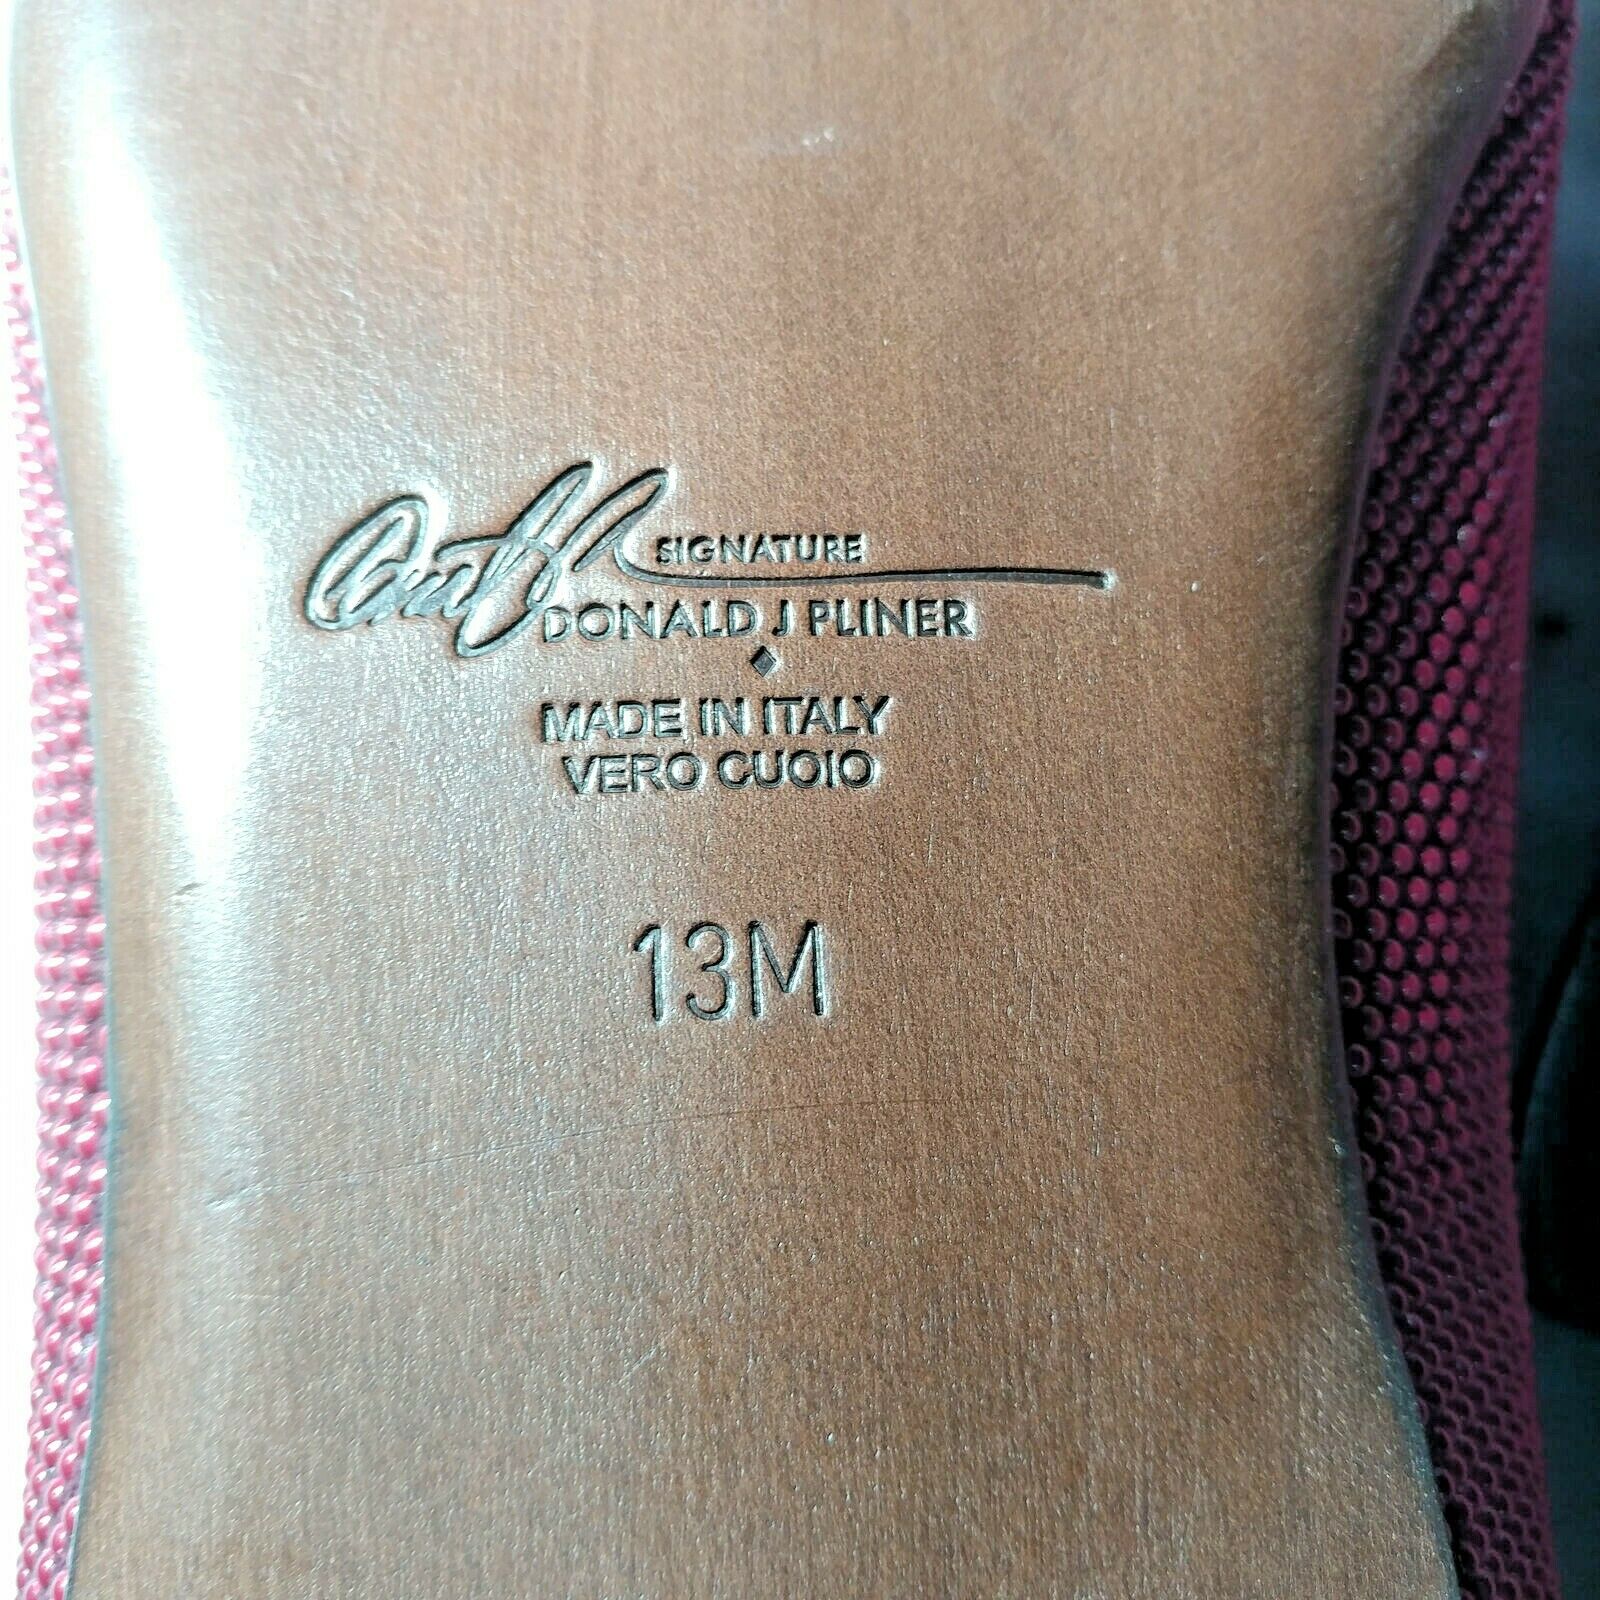 SIGNATURE
DONALD J PLINER
MADE IN ITALY
VERO CUOIO
13M